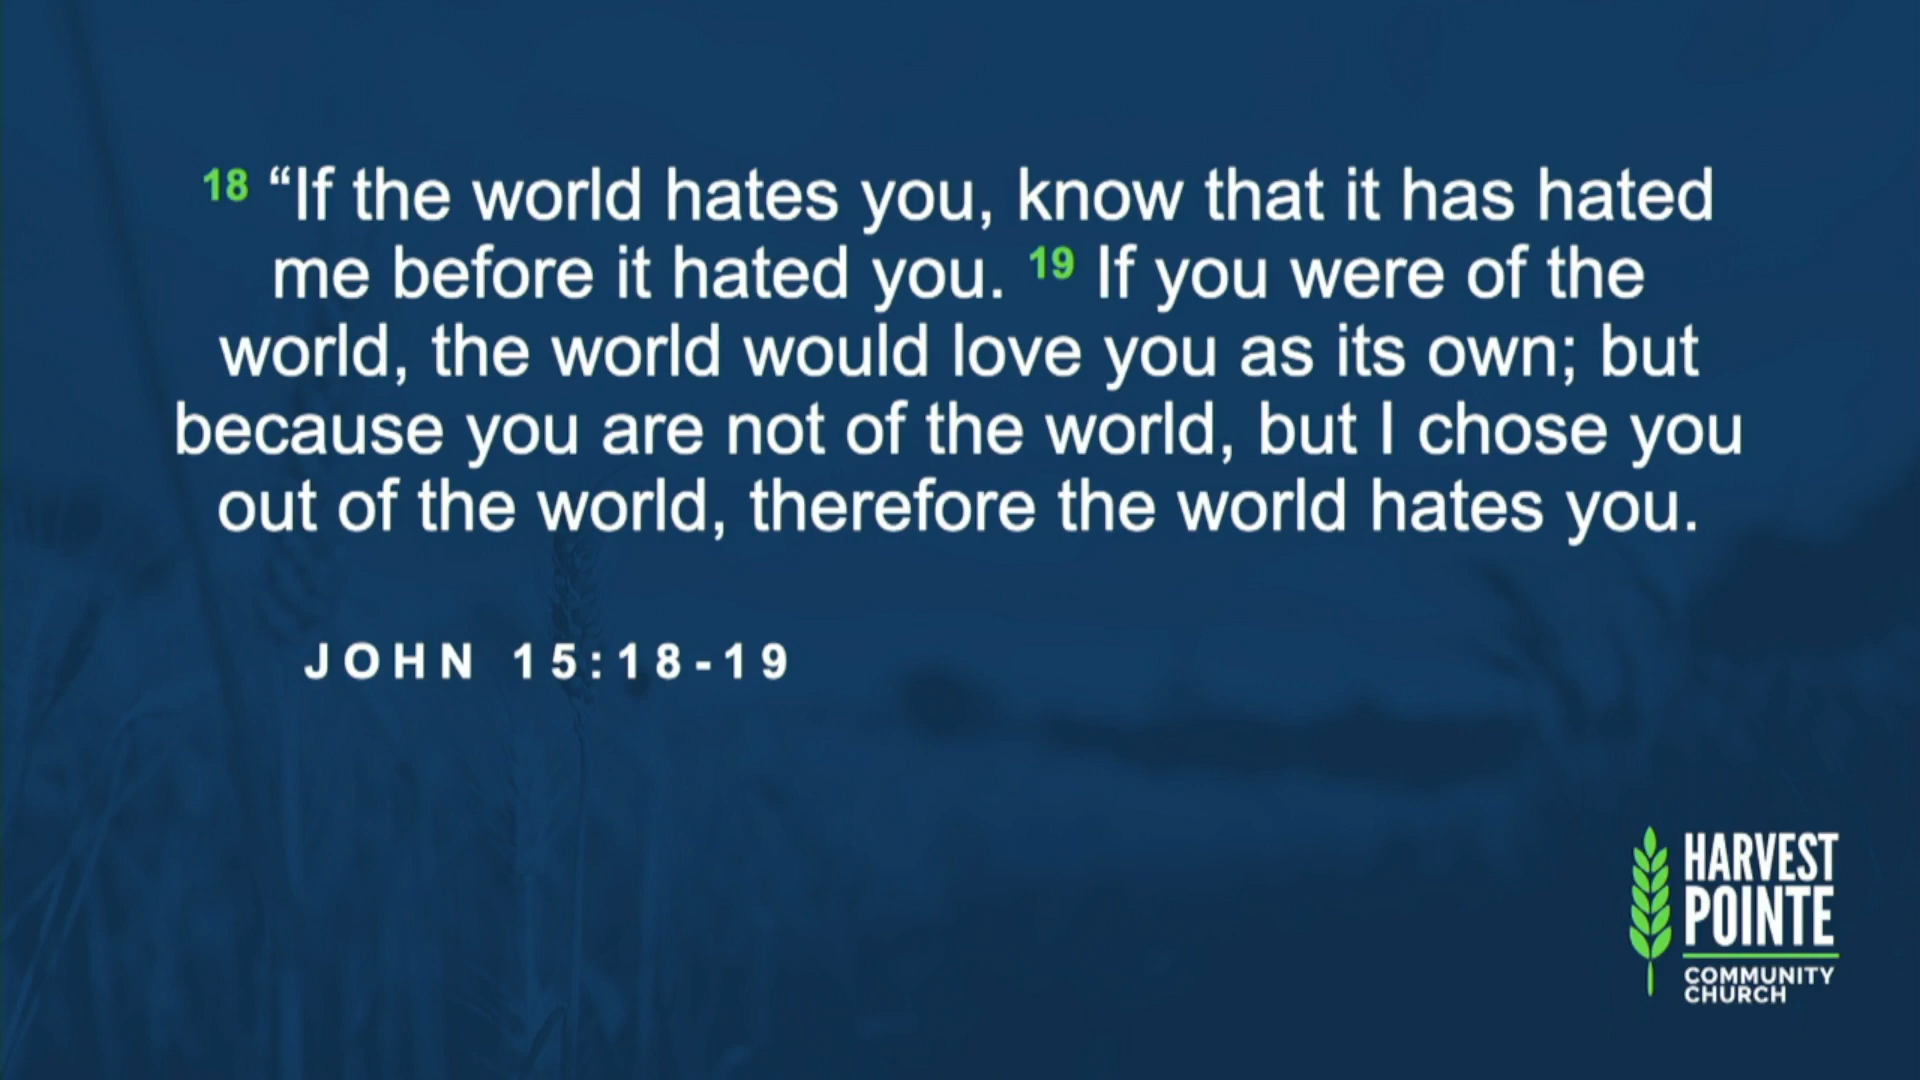 18 “If the world hates you, know that it has hated
me before it hated you. 19 If you were of the
world, the world would love you as its own; but
because you are not of the world, but I chose you
out of the world, therefore the world hates you.
JOHN 15:18-19
HARVEST
POINTE
COMMUNITY
CHURCH